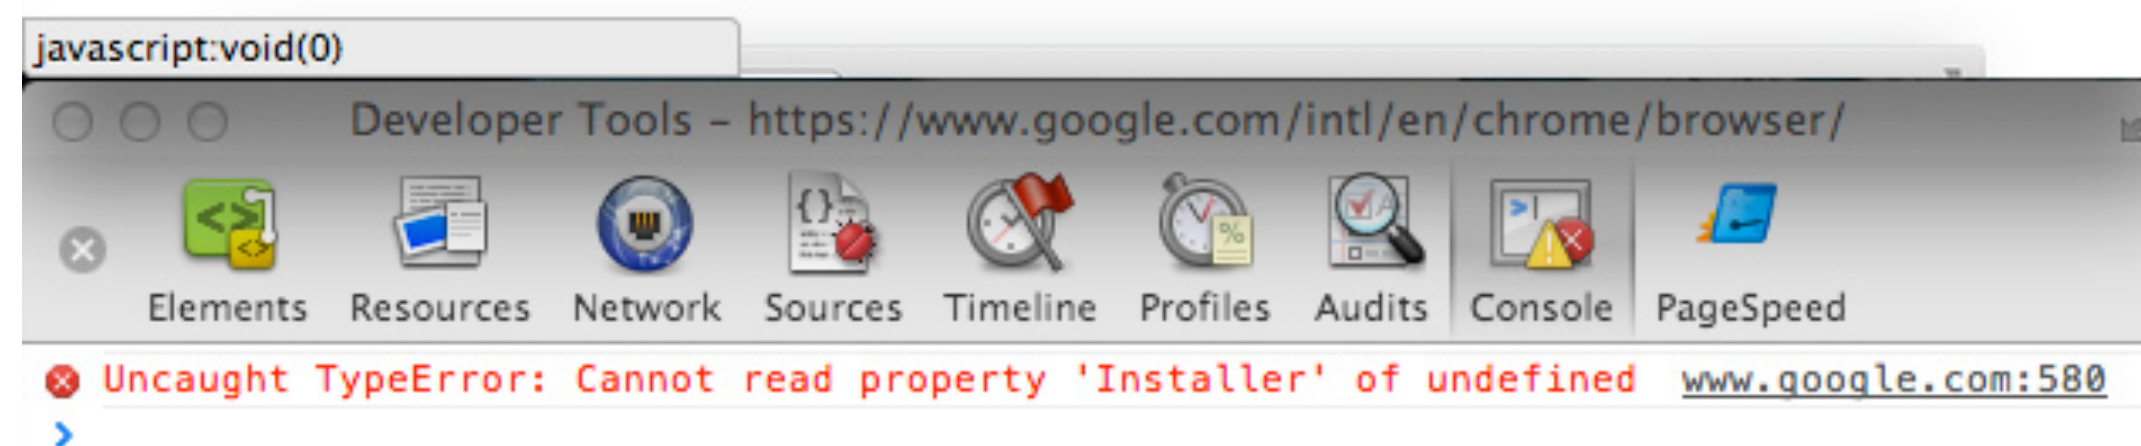 javascript:void(0)
Developer Tools – https://www.google.com/intl/en/chrome/browser/
Elements Resources Network Sources Timeline Profiles Audits Console PageSpeed
Uncaught TypeError: Cannot read property 'Installer' of undefined www.google.com:580